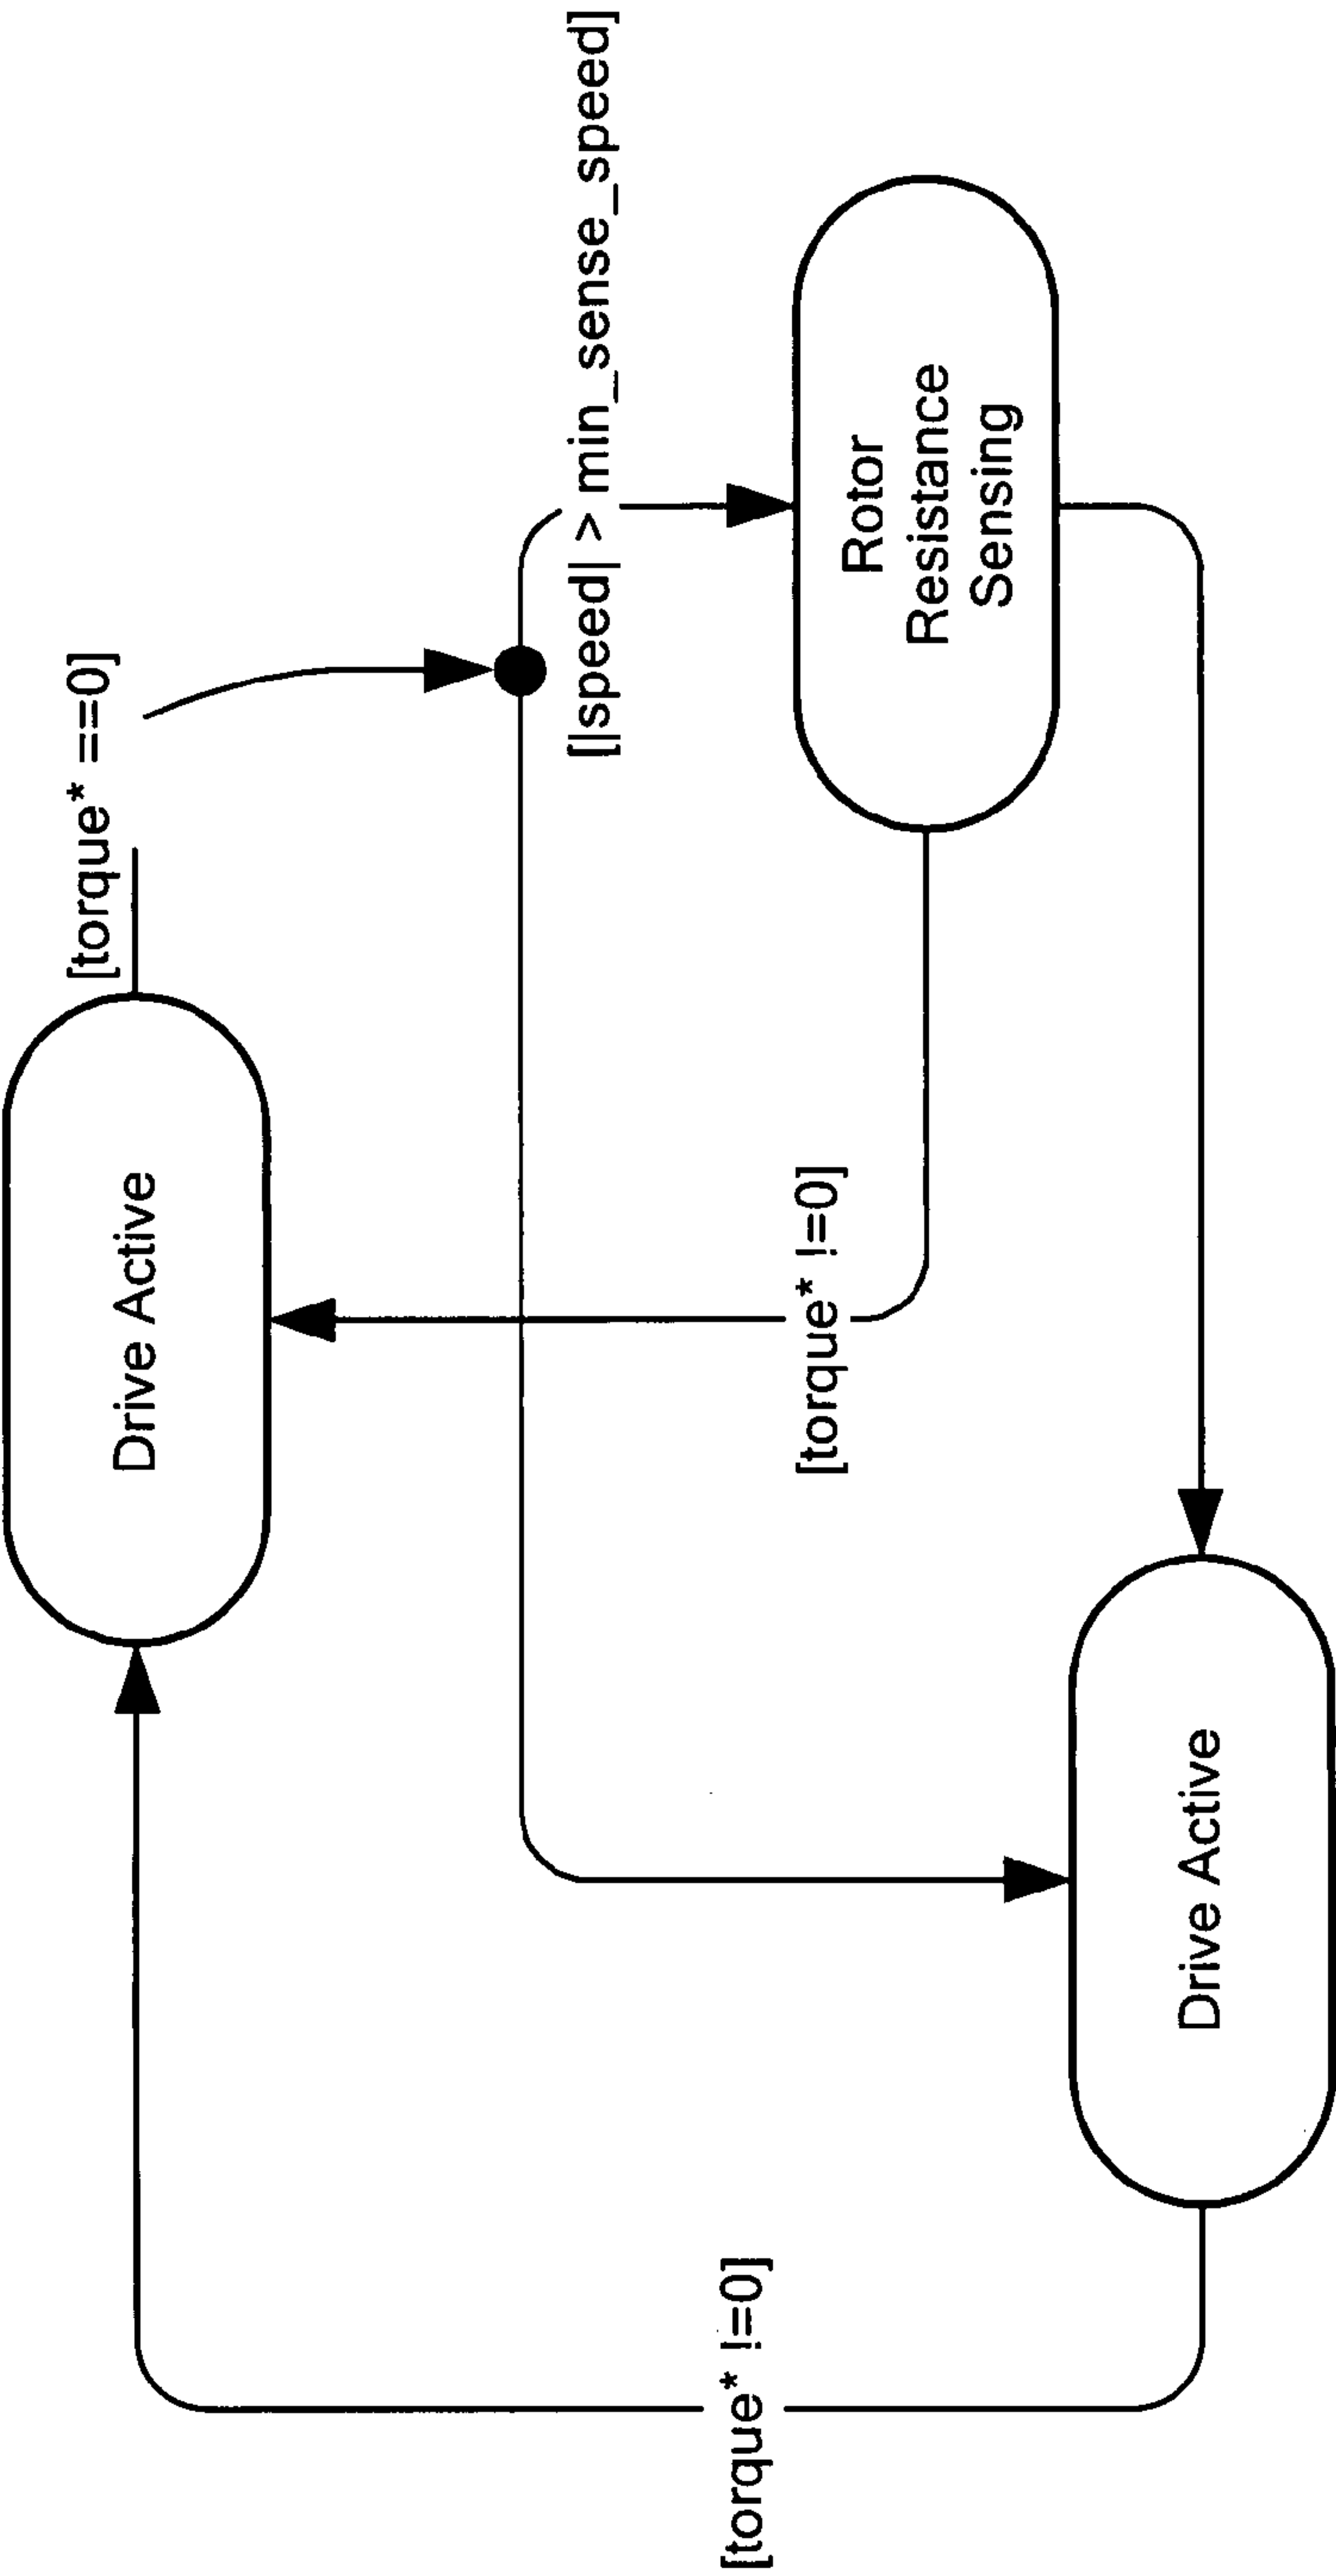 Drive Active
[torque* ==0]
[|speed| > min_sense_speed]
[torque* !=0]
Rotor
Resistance
Sensing
[torque* !=0]
Drive Active